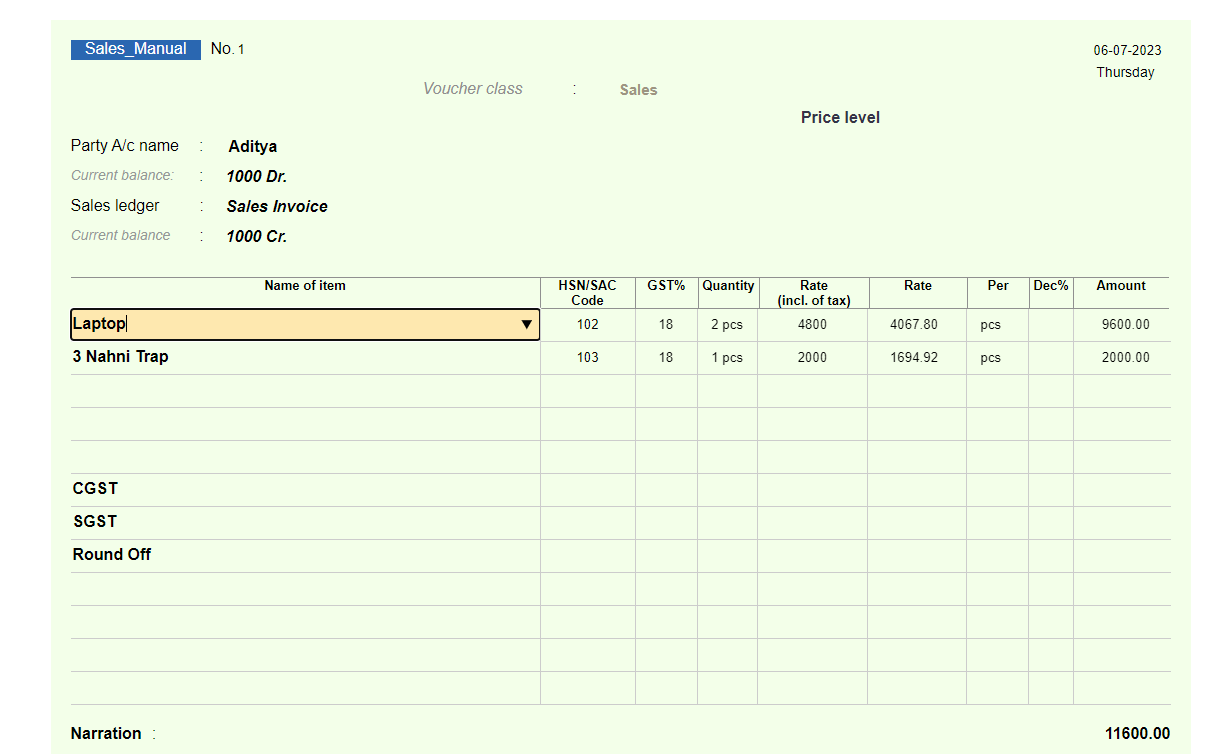 Sales_Manual No. 1 06-07-2023
Thursday
Voucher class : Sales
Price level
Party A/c name : Aditya
Current balance: : 1000 Dr.
Sales ledger : Sales Invoice
Current balance : 1000 Cr.
Name of item HSN/SAC Code GST% Quantity Rate (incl. of tax) Rate Per Dec% Amount
Laptop 102 18 2 pcs 4800 4067.80 pcs 9600.00
3 Nahni Trap 103 18 1 pcs 2000 1694.92 pcs 2000.00
CGST
SGST
Round Off
Narration : 11600.00